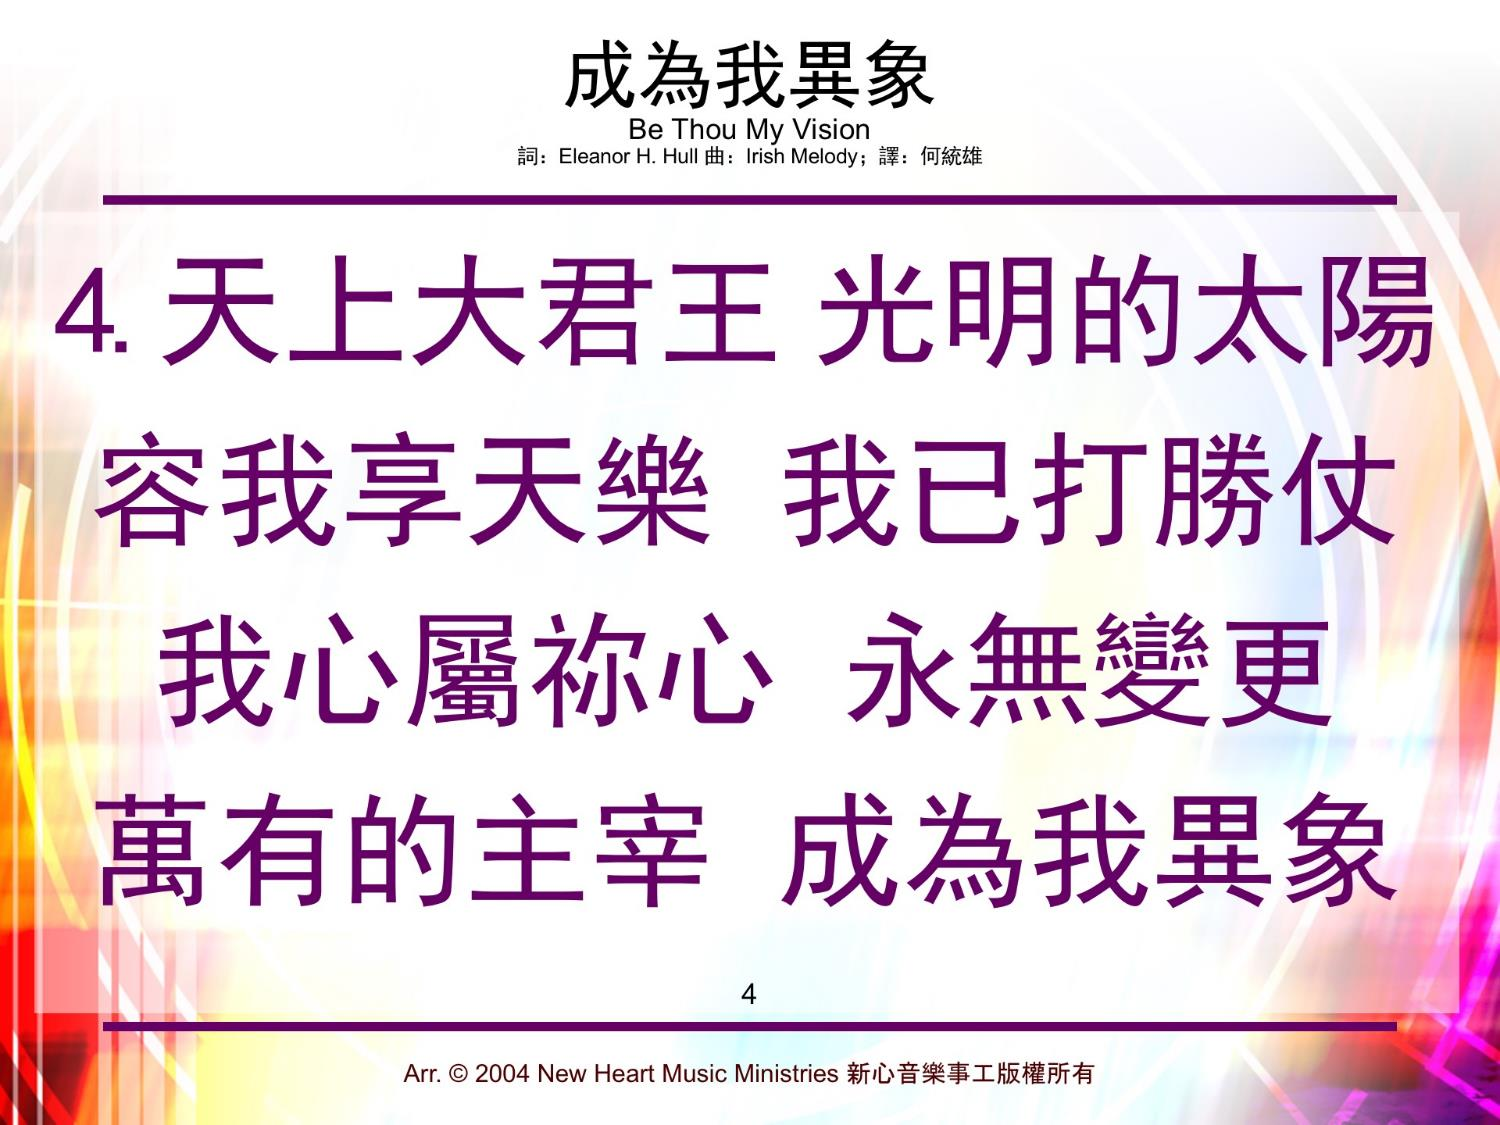 成為我異象
Be Thou My Vision
詞：Eleanor H. Hull 曲：Irish Melody；譯：何統雄
4. 天上大君王 光明的太陽
容我享天樂 我已打勝仗
我心屬祢心 永無變更
萬有的主宰 成為我異象
4
Arr. © 2004 New Heart Music Ministries 新心音樂事工版權所有